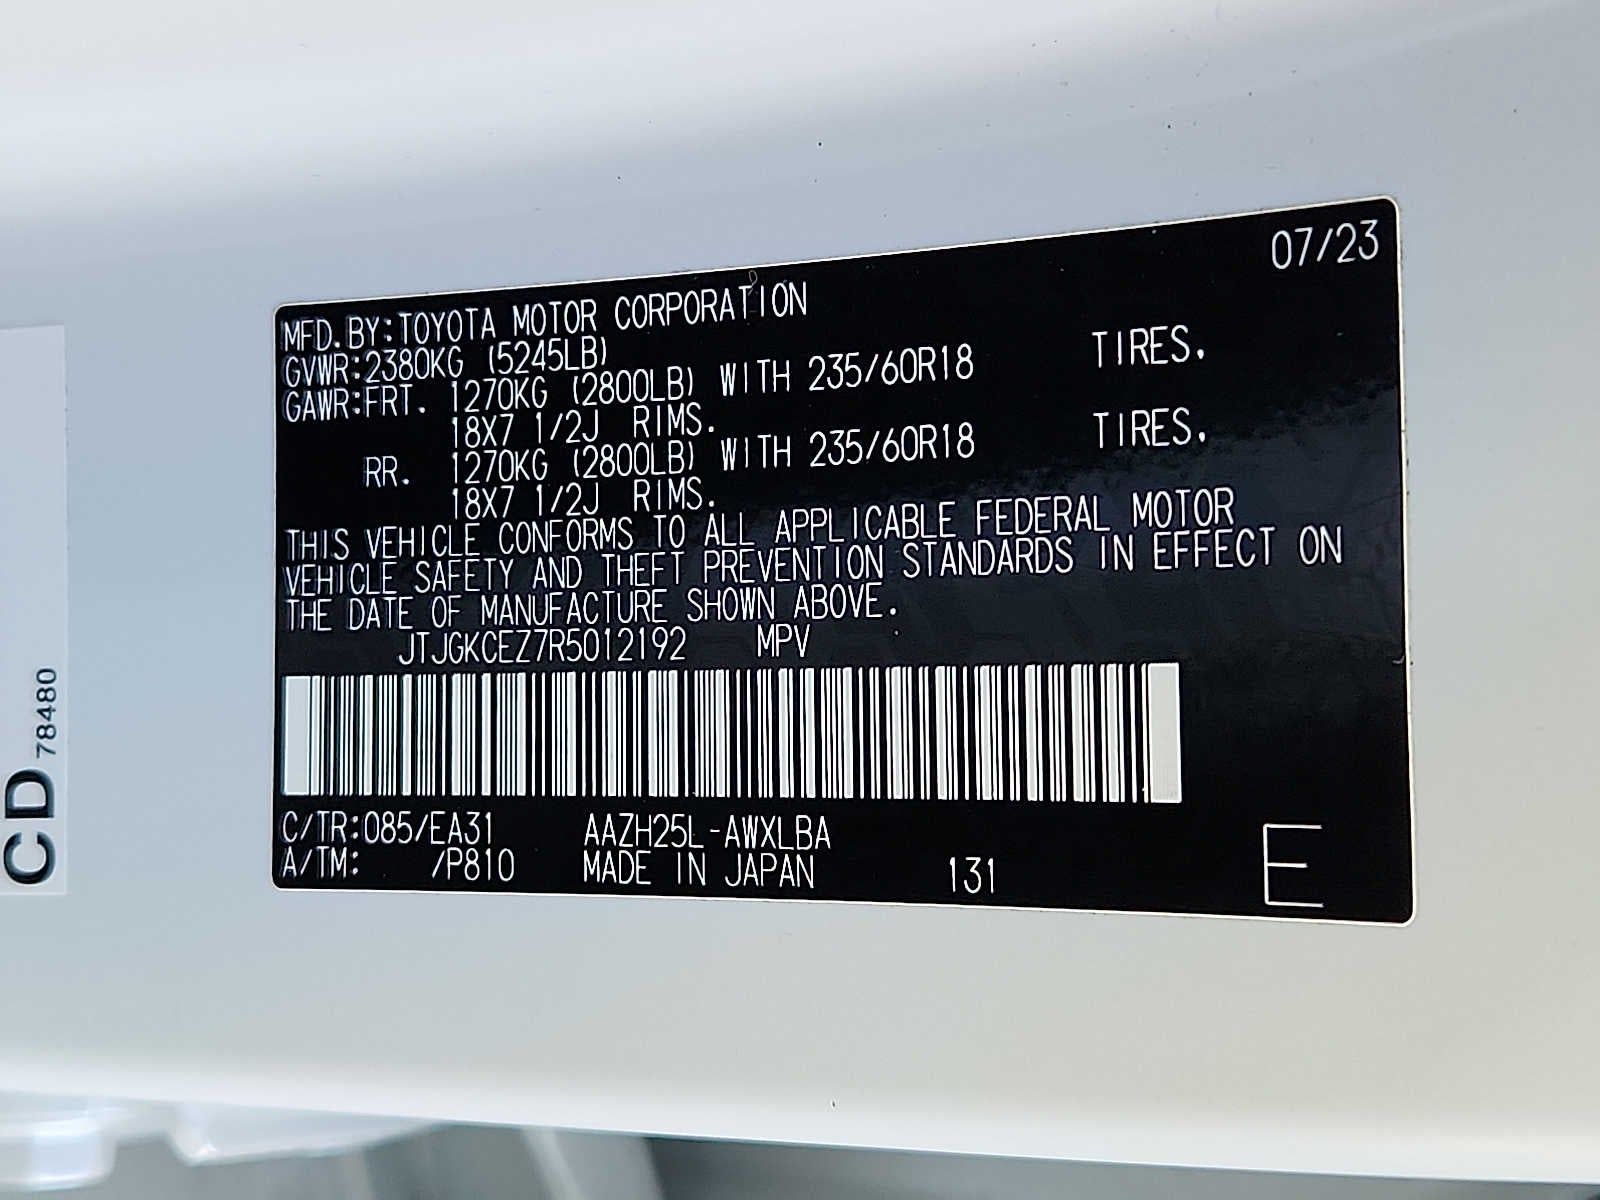 07/23
MFD.BY:TOYOTA MOTOR CORPORATION
GVWR:2380KG (5245LB)
GAWR:FRT. 1270KG (2800LB) WITH 235/60R18 TIRES.
18X7 1/2J RIMS.
RR. 1270KG (2800LB) WITH 235/60R18 TIRES.
18X7 1/2J RIMS.
THIS VEHICLE CONFORMS TO ALL APPLICABLE FEDERAL MOTOR
VEHICLE SAFETY AND THEFT PREVENTION STANDARDS IN EFFECT ON
THE DATE OF MANUFACTURE SHOWN ABOVE.
JTJGKCEZ7R5012192 MPV
C/TR:085/EA31 AAZH25L-AWXLBA
A/TM: /P810 MADE IN JAPAN 131 E
CD 78480